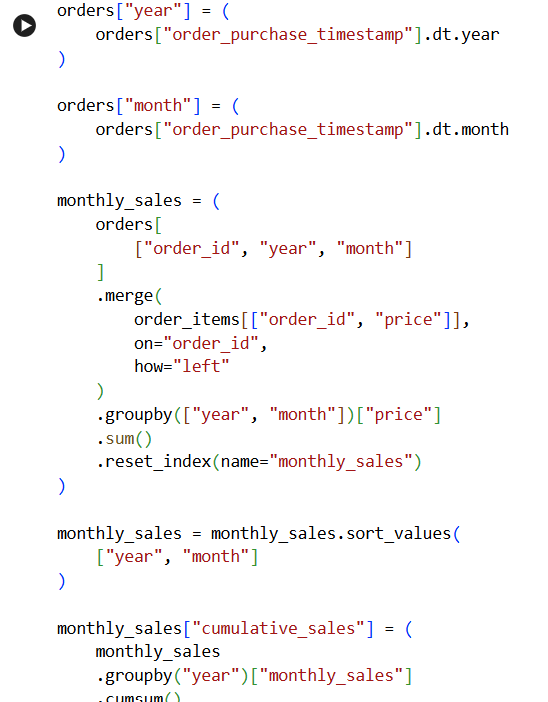 orders["year"] = (
    orders["order_purchase_timestamp"].dt.year
)
orders["month"] = (
    orders["order_purchase_timestamp"].dt.month
)
monthly_sales = (
    orders[
        ["order_id", "year", "month"]
    ]
    .merge(
        order_items[["order_id", "price"]],
        on="order_id",
        how="left"
    )
    .groupby(["year", "month"])["price"]
    .sum()
    .reset_index(name="monthly_sales")
)
monthly_sales = monthly_sales.sort_values(
    ["year", "month"]
)
monthly_sales["cumulative_sales"] = (
    monthly_sales
    .groupby("year")["monthly_sales"]
    .cumsum()